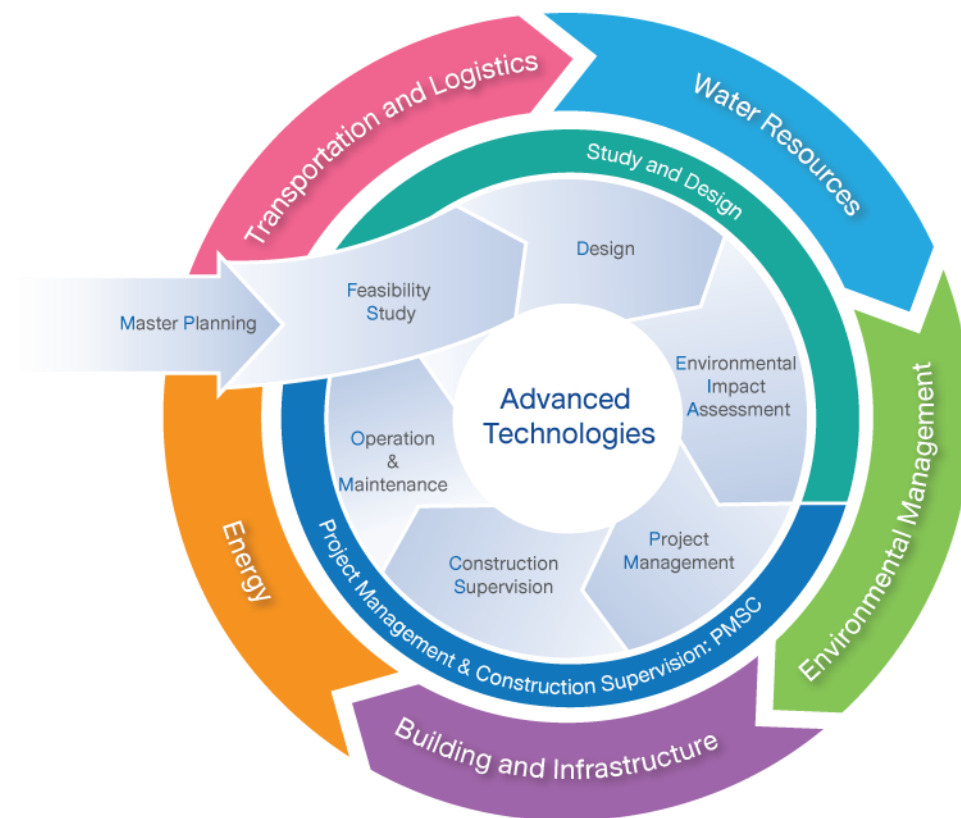 Transportation and Logistics
Water Resources
Study and Design
Design
Feasibility
Study
Master Planning
Environmental
Impact
Assessment
Advanced
Technologies
Operation
&
Maintenance
Project
Management
Construction
Supervision
Environmental Management
Energy
Project Management & Construction Supervision: PMSC
Building and Infrastructure